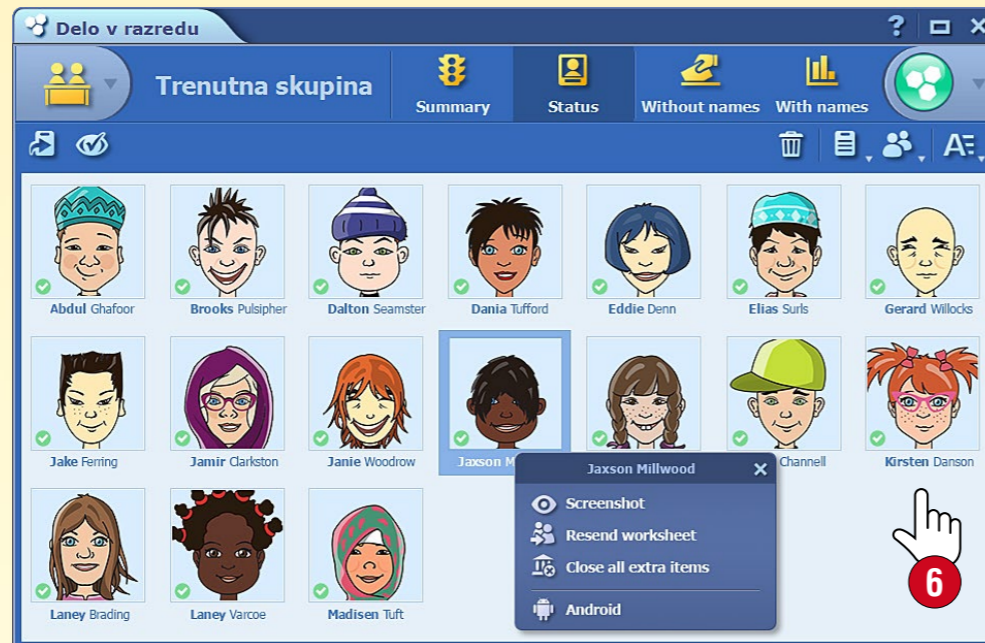 Delo v razredu
?
Trenutna skupina
Summary
Status
Without names
With names
A
Abdul Ghafoor
Brooks Pulsipher
Dalton Seamster
Dania Tufford
Eddie Denn
Elias Surls
Gerard Willocks
Jake Ferring
Jamir Clarkston
Janie Woodrow
Jaxson M
Channell
Kirsten Danson
Jaxson Millwood
Screenshot
Resend worksheet
Close all extra items
Android
6
Laney Brading
Laney Varcoe
Madisen Tuft